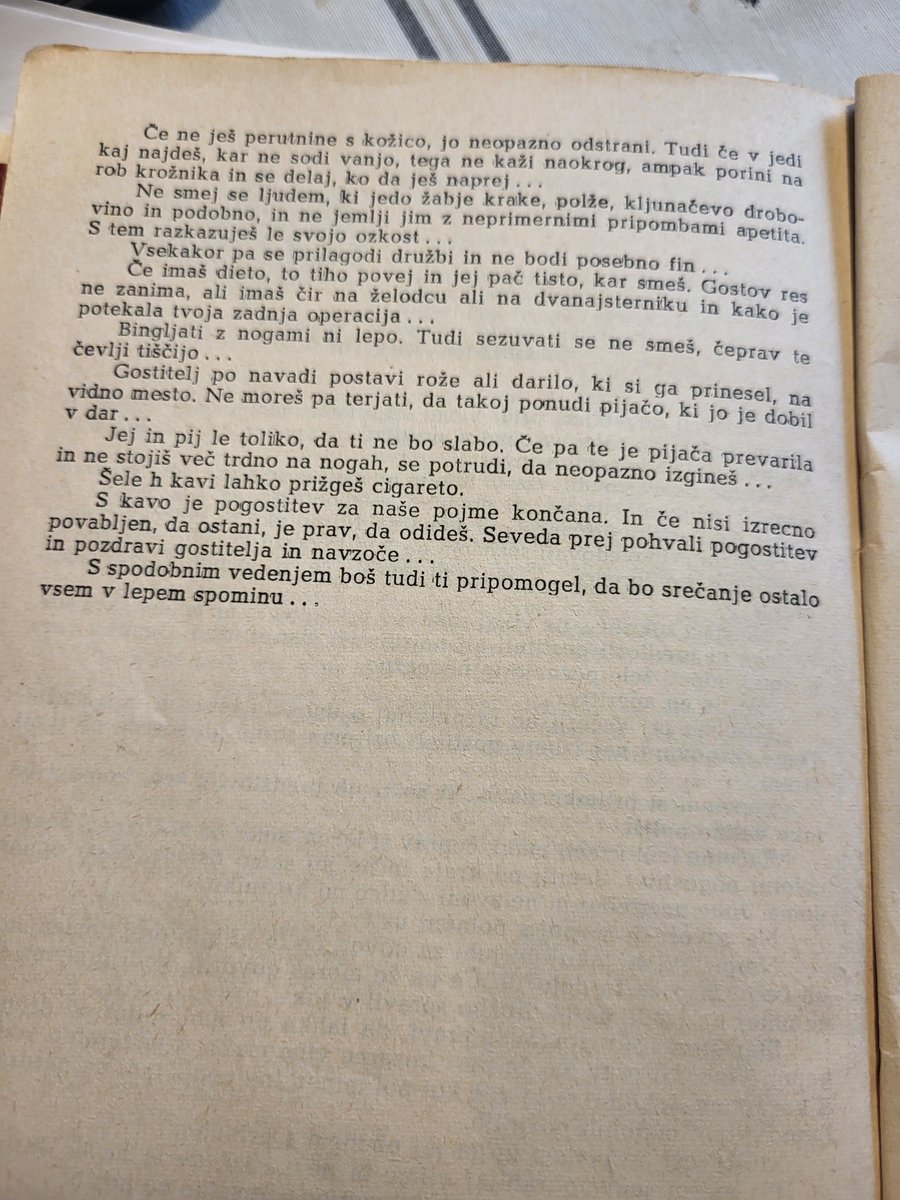 Če ne ješ perutnine s kožico, jo neopazno odstrani. Tudi če v jedi
kaj najdeš, kar ne sodi vanjo, tega ne kaži naokrog, ampak porini na
rob krožnika in se delaj, ko da ješ naprej ...
Ne smej se ljudem, ki jedo žabje krake, polže, kljunačevo drobo-
vino in podobno, in ne jemlji jim z neprimernimi pripombami apetita.
S tem razkazuješ le svojo ozkost ...
Vsekakor pa se prilagodi družbi in ne bodi posebno fin ...
Če imaš dieto, to tiho povej in jej pač tisto, kar smeš. Gostov res
ne zanima, ali imaš čir na želodcu ali na dvanajsterniku in kako je
potekala tvoja zadnja operacija ...
Bingljati z nogami ni lepo. Tudi sezuvati se ne smeš, čeprav te
čevlji tiščijo ...
Gostitelj po navadi postavi rože ali darilo, ki si ga prinesel, na
vidno mesto. Ne moreš pa terjati, da takoj ponudi pijačo, ki jo je dobil
v dar ...
Jej in pij le toliko, da ti ne bo slabo. Če pa te je pijača prevarila
in ne stojiš več trdno na nogah, se potrudi, da neopazno izgineš ...
Šele h kavi lahko prižgeš cigareto.
S kavo je pogostitev za naše pojme končana. In če nisi izrecno
povabljen, da ostani, je prav, da odideš. Seveda prej pohvali pogostitev
in pozdravi gostitelja in navzoče ...
S spodobnim vedenjem boš tudi ti pripomogel, da bo srečanje ostalo
vsem v lepem spominu ...